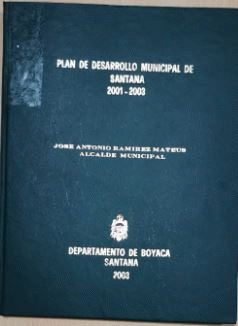 PLAN DE DESARROLLO MUNICIPAL DE
SANTANA
2001-2003
JOSE ANTONIO RAMIREZ MATEUS
ALCALDE MUNICIPAL
DEPARTAMENTO DE BOYACA
SANTANA
2003